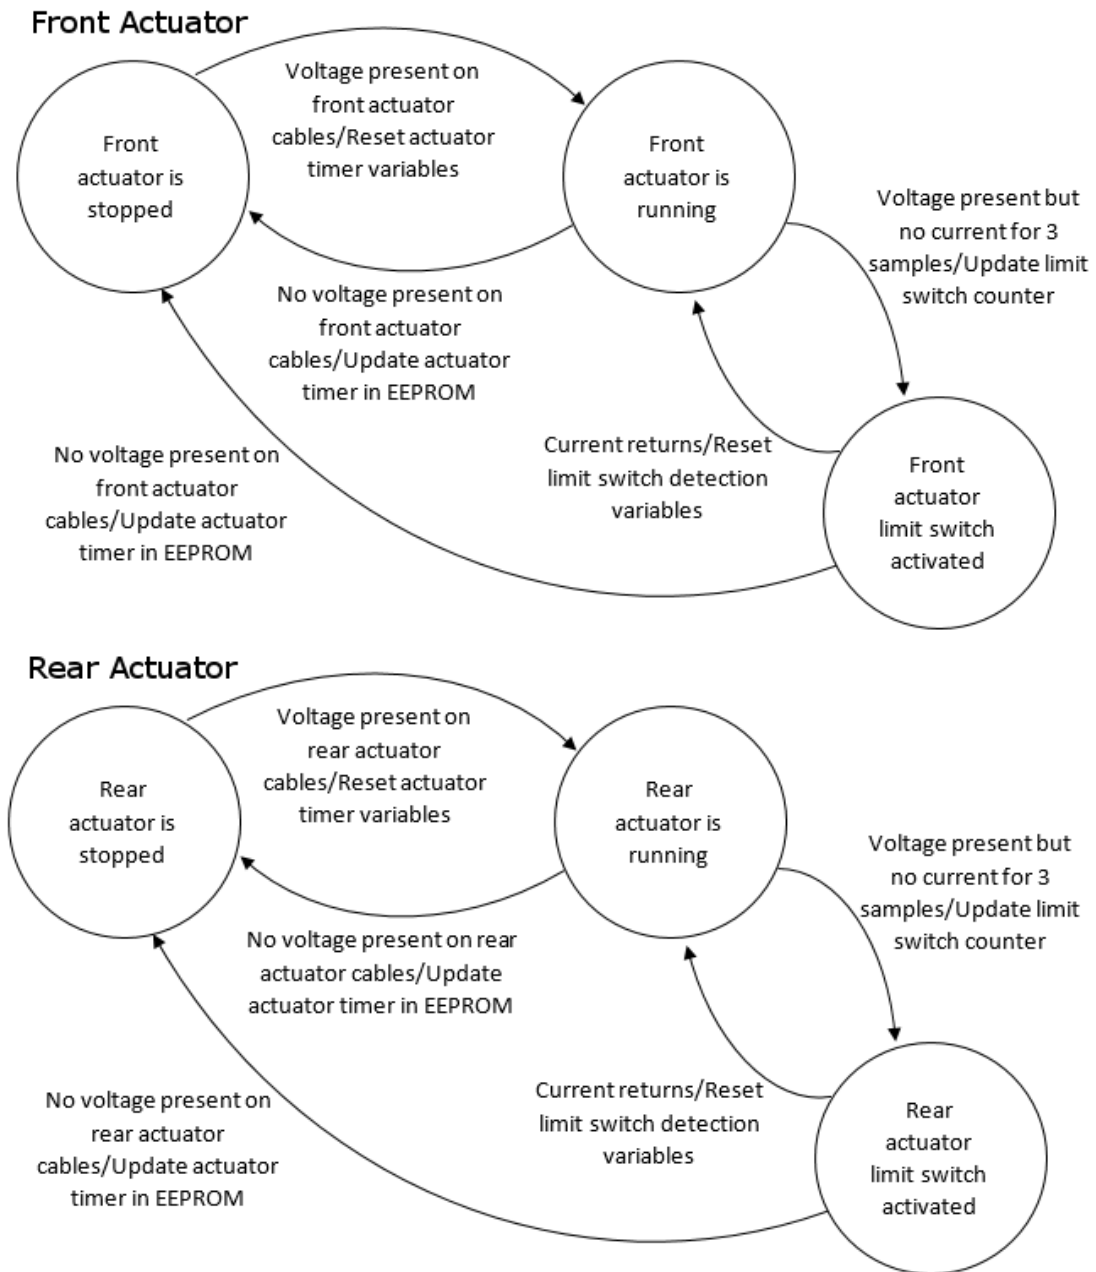 Front Actuator
Voltage present on
front actuator
cables/Reset actuator
timer variables
Front
actuator is
stopped
Front
actuator is
running
Voltage present but
no current for 3
samples/Update limit
switch counter
No voltage present on
front actuator
cables/Update actuator
timer in EEPROM
No voltage present on
front actuator
cables/Update actuator
timer in EEPROM
Current returns/Reset
limit switch detection
variables
Front
actuator
limit switch
activated
Rear Actuator
Voltage present on
rear actuator
cables/Reset actuator
timer variables
Rear
actuator is
stopped
Rear
actuator is
running
Voltage present but
no current for 3
samples/Update limit
switch counter
No voltage present on rear
actuator cables/Update
actuator timer in EEPROM
No voltage present on
rear actuator
cables/Update actuator
timer in EEPROM
Current returns/Reset
limit switch detection
variables
Rear
actuator
limit switch
activated